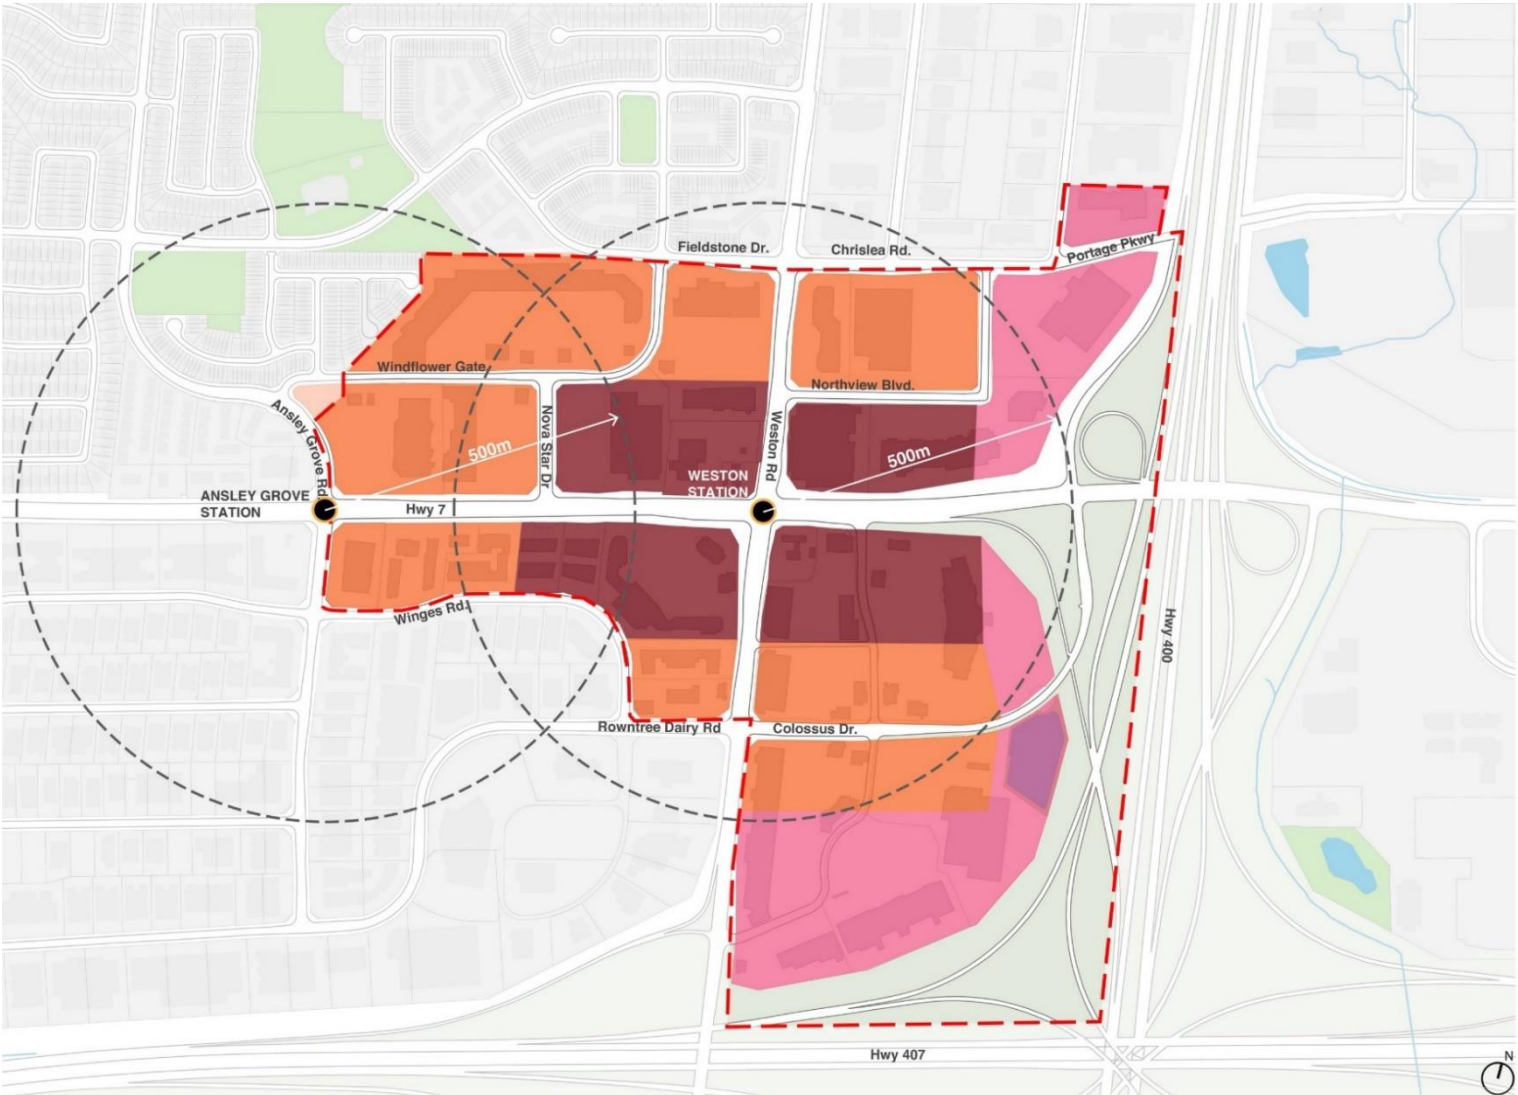 Fieldstone Dr.
Chrislea Rd.
Portage Pkwy
Windflower Gate
Northview Blvd.
Ansley Grove Rd
Nova Star Dr
Weston Rd
500m
500m
WESTON
STATION
ANSLEY GROVE
STATION
Hwy 7
Winges Rd.
Hwy 400
Rowntree Dairy Rd
Colossus Dr.
Hwy 407
N